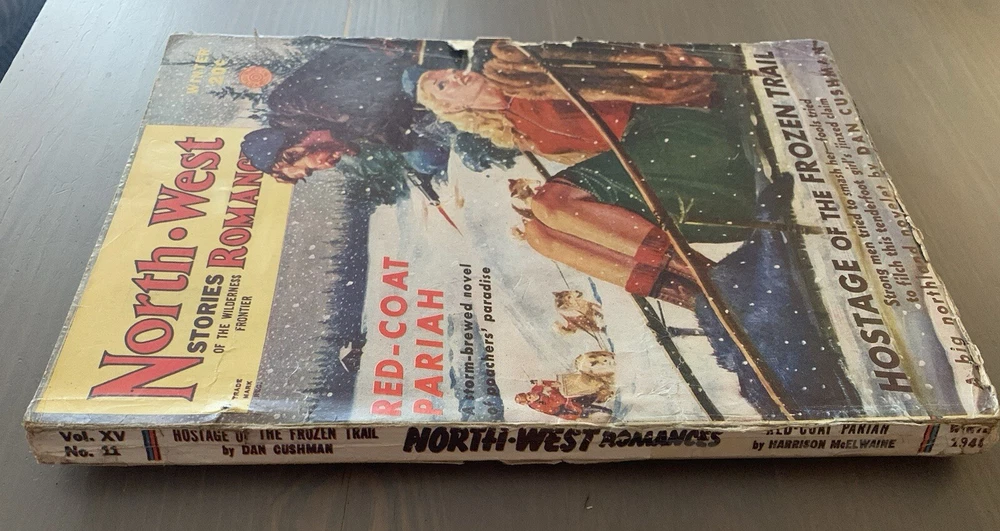 WINTER
20¢
North·West
ROMANCES
STORIES
OF THE WILDERNESS
FRONTIER
TRADE
MARK
RED-COAT
PARIAH
A storm-brewed novel
of poachers' paradise
HOSTAGE OF THE FROZEN TRAIL
Strong men tried to smash her—fools tried
to filch this tenderfoot girl's jinxed claim
A big northland novelet by DAN CUSHMAN
Vol. XV
No. 11
HOSTAGE OF THE FROZEN TRAIL
by DAN CUSHMAN
NORTH·WEST ROMANCES
RED-COAT PARIAH
by HARRISON McELWAINE
WINTER